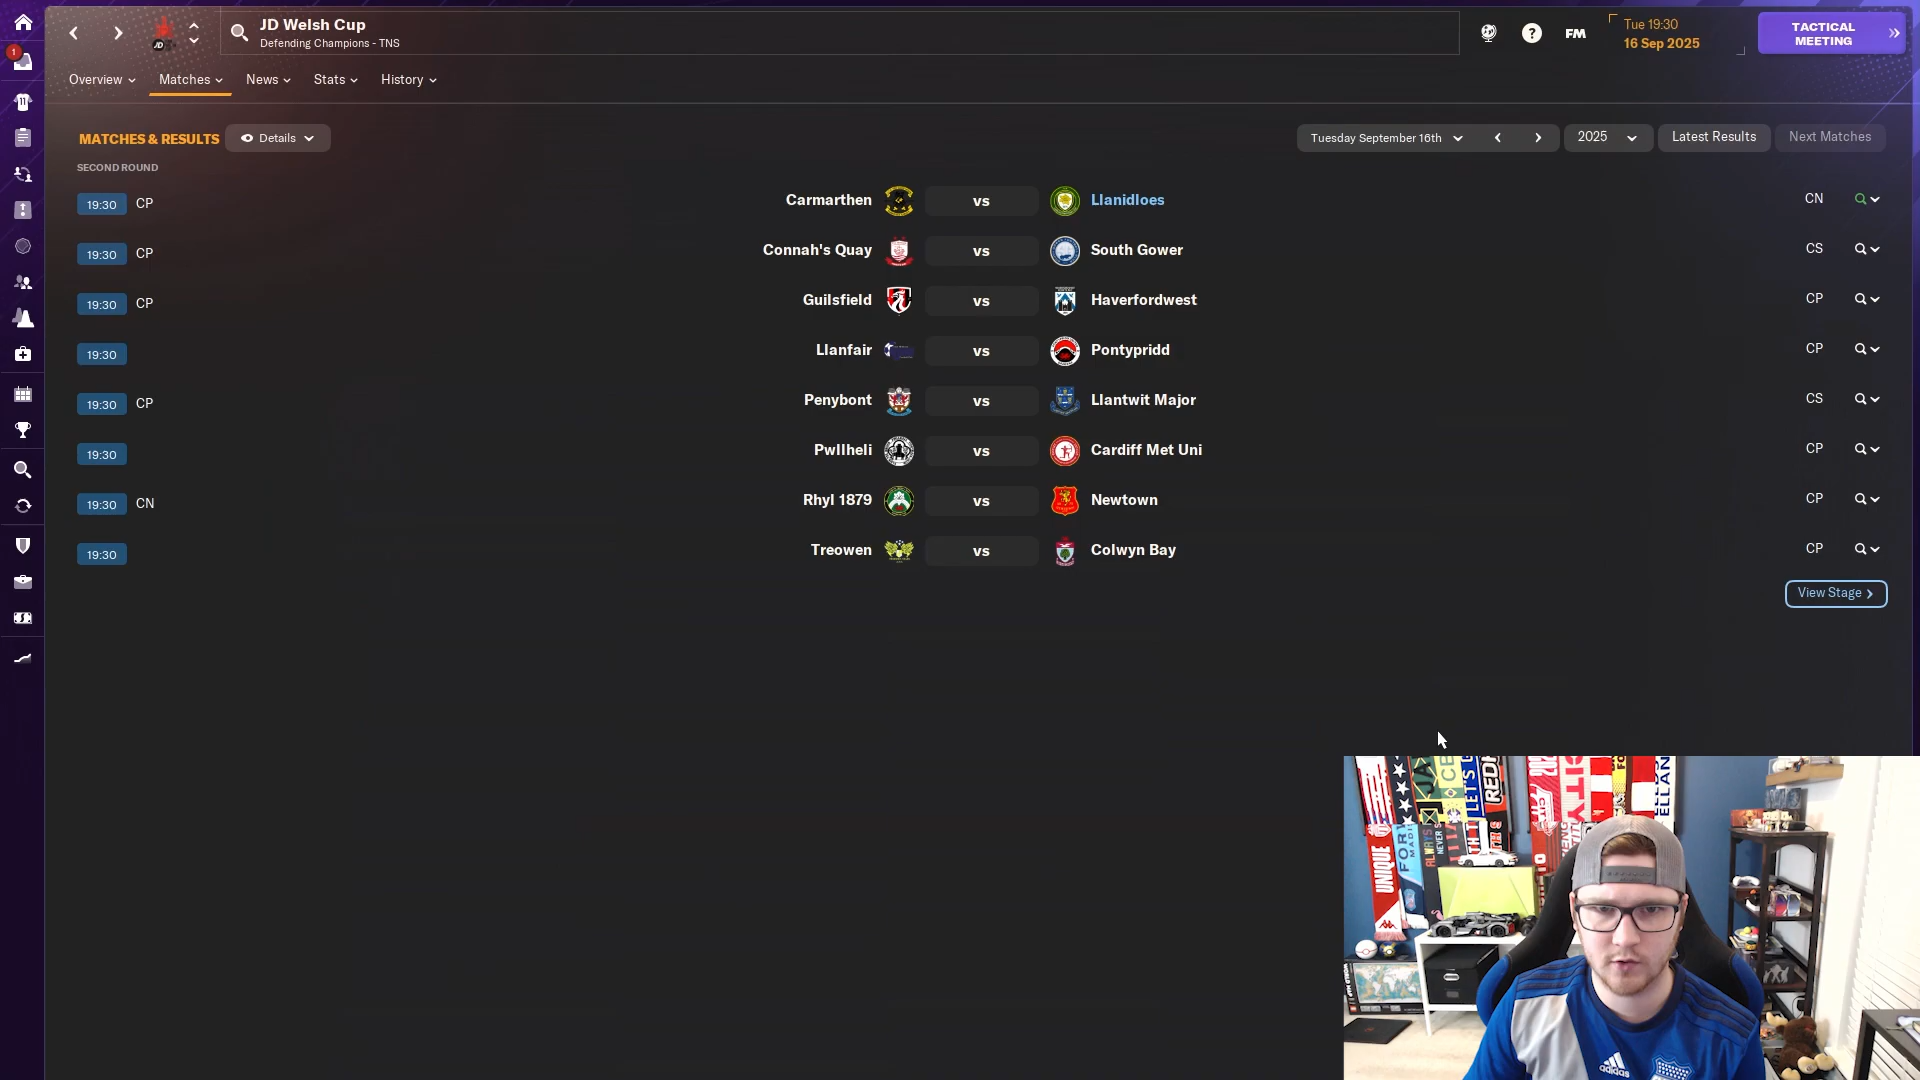 JD Welsh Cup
Defending Champions - TNS
FM
Tue 19:30
16 Sep 2025
TACTICAL
MEETING
1
Overview
Matches
News
Stats
History
MATCHES & RESULTS
Details
Tuesday September 16th
2025
Latest Results
Next Matches
SECOND ROUND
19:30 CP Carmarthen vs Llanidloes CN
19:30 CP Connah's Quay vs South Gower CS
19:30 CP Guilsfield vs Haverfordwest CP
19:30 Llanfair vs Pontypridd CP
19:30 CP Penybont vs Llantwit Major CS
19:30 Pwllheli vs Cardiff Met Uni CP
19:30 CN Rhyl 1879 vs Newtown CP
19:30 Treowen vs Colwyn Bay CP
View Stage
LET'S
CITY
UNIQUE
adidas